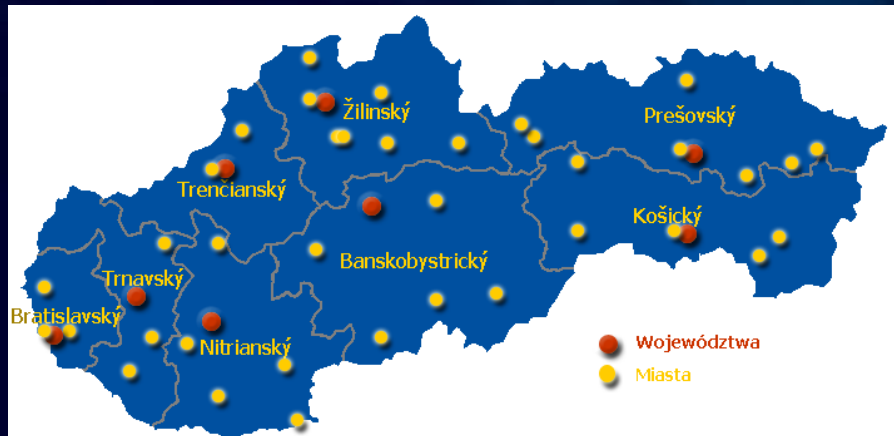 Žilinský
Prešovský
Trenčianský
Košický
Banskobystrický
Trnavský
Bratislavský
Nitrianský
Województwa
Miasta